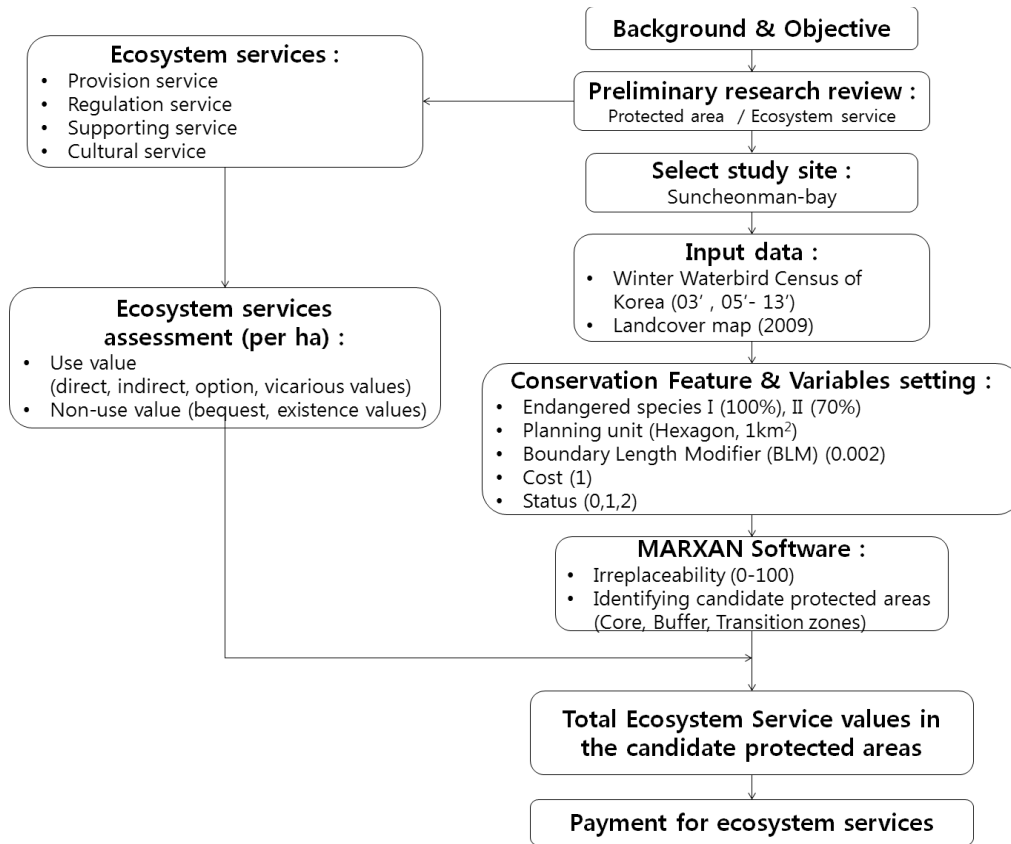 Background & Objective
Preliminary research review :
Protected area / Ecosystem service
Select study site :
Suncheonman-bay
Input data :
• Winter Waterbird Census of
Korea (03′ , 05′- 13′)
• Landcover map (2009)
Conservation Feature & Variables setting :
• Endangered species Ⅰ (100%), Ⅱ (70%)
• Planning unit (Hexagon, 1km²)
• Boundary Length Modifier (BLM) (0.002)
• Cost (1)
• Status (0,1,2)
MARXAN Software :
• Irreplaceability (0-100)
• Identifying candidate protected areas
(Core, Buffer, Transition zones)
Ecosystem services :
• Provision service
• Regulation service
• Supporting service
• Cultural service
Ecosystem services
assessment (per ha) :
• Use value
(direct, indirect, option, vicarious values)
• Non-use value (bequest, existence values)
Total Ecosystem Service values in
the candidate protected areas
Payment for ecosystem services